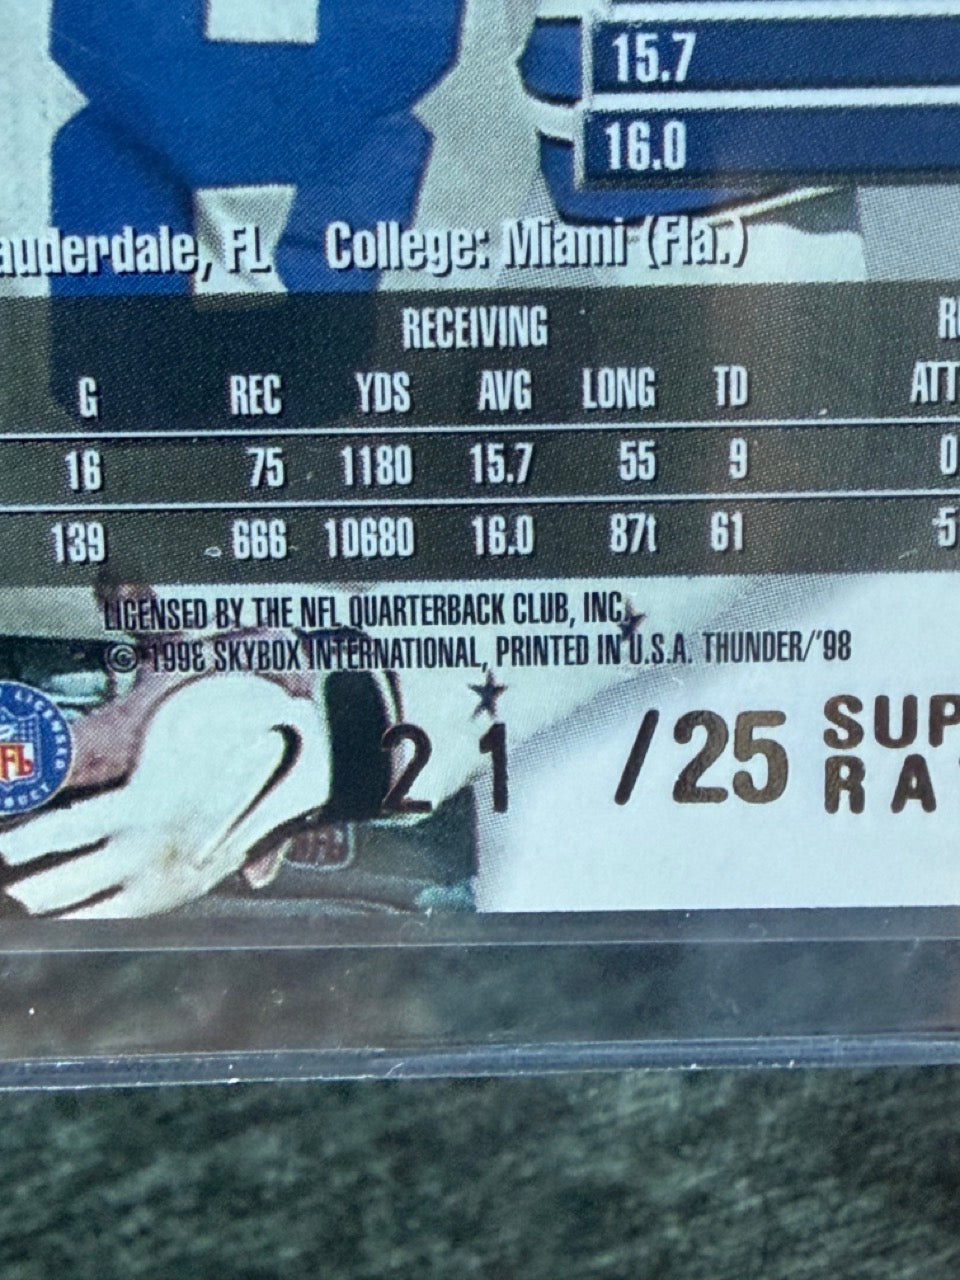 15.7
16.0
auderdale, FL College: Miami (Fla.)
RECEIVING
G REC YDS AVG LONG TD ATT
16 75 1180 15.7 55 9 0
139 666 10680 16.0 87t 61 5
LICENSED BY THE NFL QUARTERBACK CLUB, INC.
© 1998 SKYBOX INTERNATIONAL, PRINTED IN U.S.A. THUNDER/'98
21 /25 SUP
RA